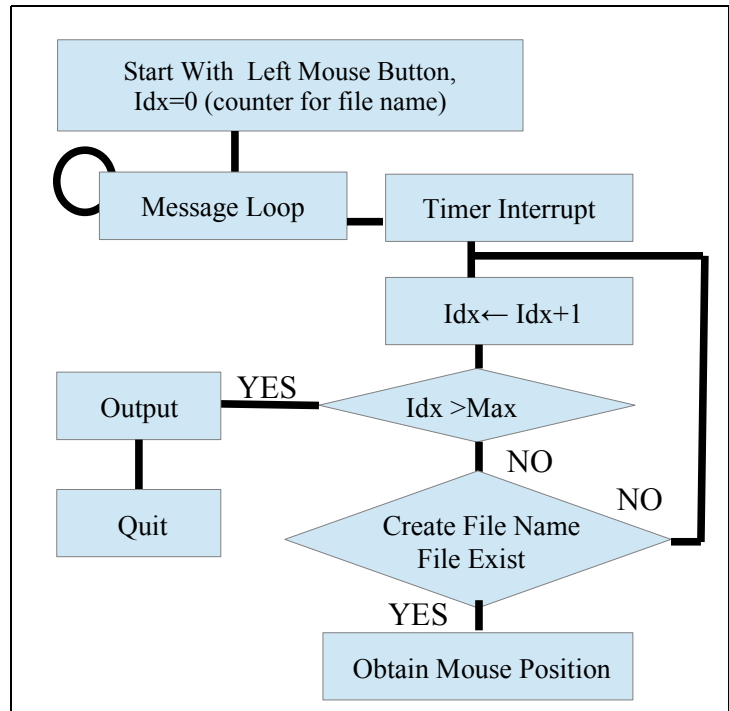 Start With Left Mouse Button,
Idx=0 (counter for file name)
Message Loop
Timer Interrupt
Idx← Idx+1
Idx >Max
YES
Output
Quit
NO
Create File Name
File Exist
NO
YES
Obtain Mouse Position